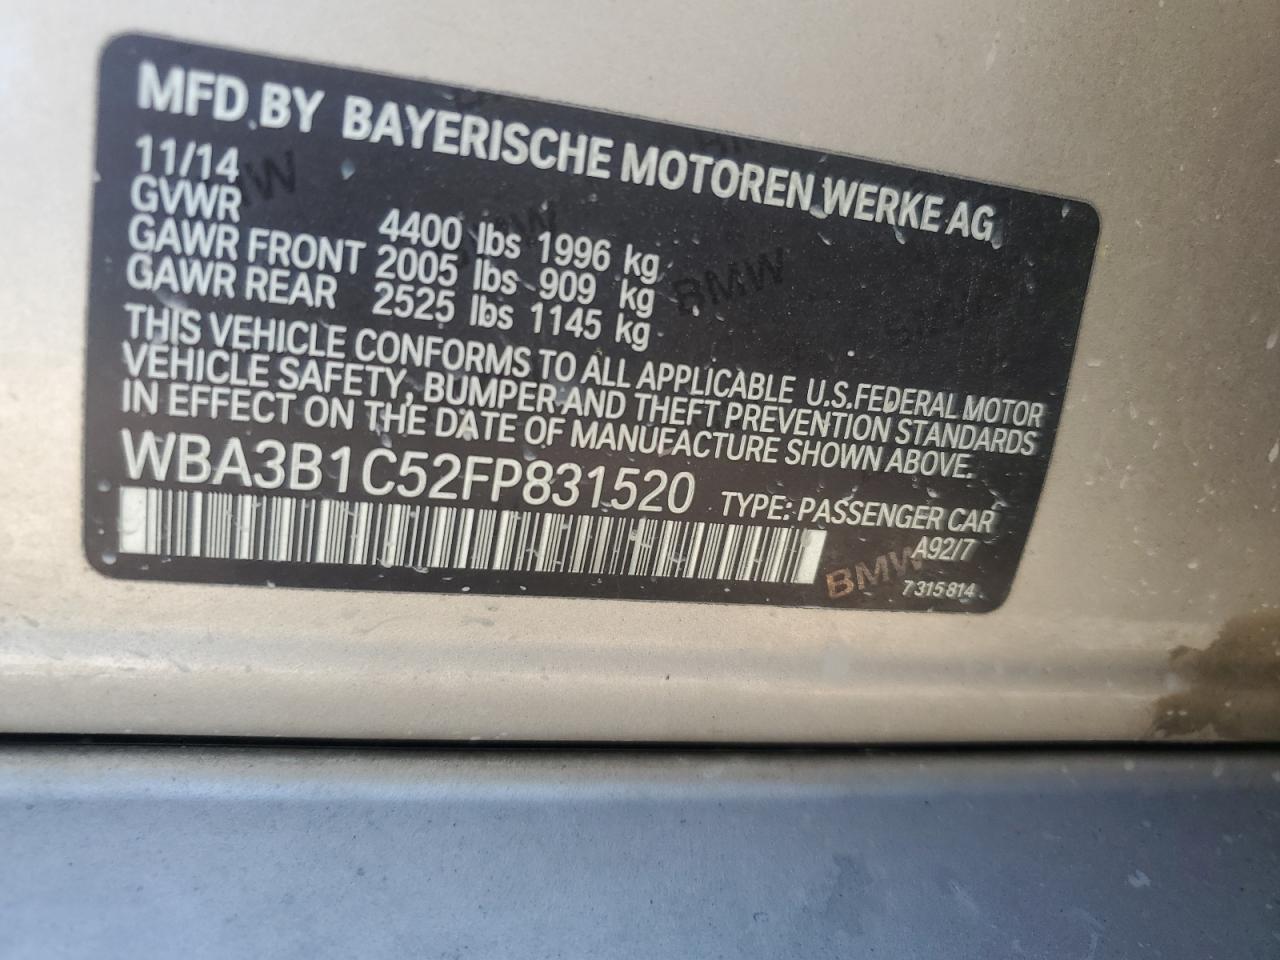 MFD.BY BAYERISCHE MOTOREN WERKE AG
11/14
GVWR 4400 lbs 1996 kg
GAWR FRONT 2005 lbs 909 kg
GAWR REAR 2525 lbs 1145 kg
THIS VEHICLE CONFORMS TO ALL APPLICABLE U.S.FEDERAL MOTOR
VEHICLE SAFETY, BUMPER AND THEFT PREVENTION STANDARDS
IN EFFECT ON THE DATE OF MANUFACTURE SHOWN ABOVE.
WBA3B1C52FP831520 TYPE: PASSENGER CAR
A92/7
BMW
7 315 814